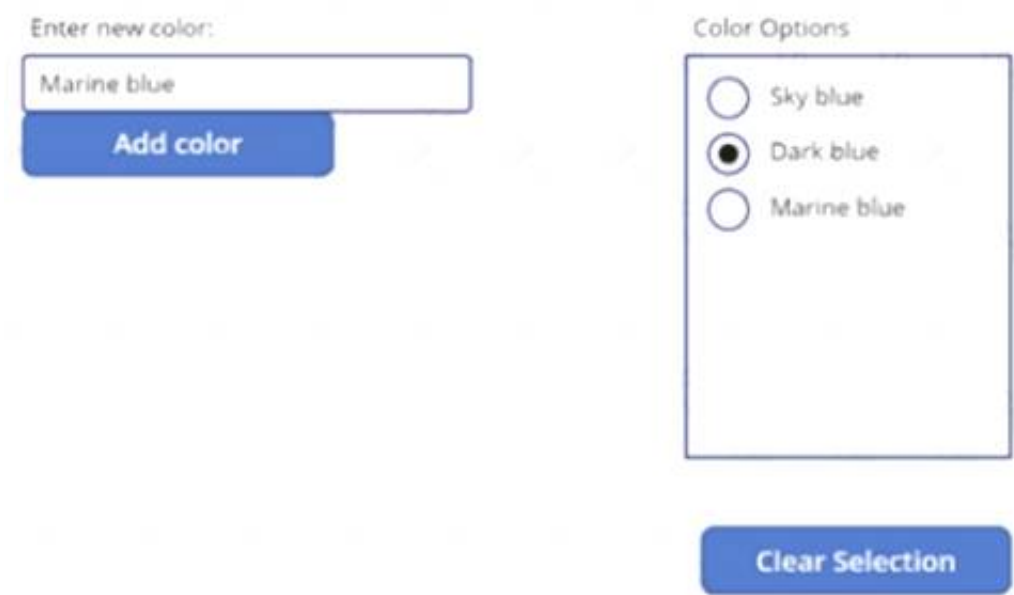 Enter new color:
Marine blue
Add color
Color Options
Sky blue
Dark blue
Marine blue
Clear Selection